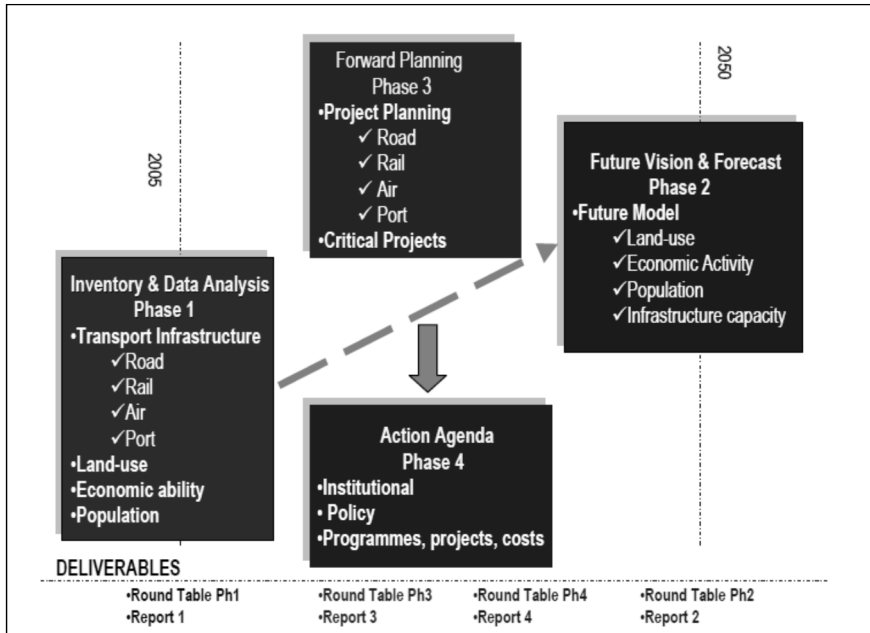 2005
Forward Planning
Phase 3
•Project Planning
✓ Road
✓ Rail
✓ Air
✓ Port
•Critical Projects
2050
Future Vision & Forecast
Phase 2
•Future Model
✓Land-use
✓Economic Activity
✓Population
✓Infrastructure capacity
Inventory & Data Analysis
Phase 1
•Transport Infrastructure
✓Road
✓Rail
✓Air
✓Port
•Land-use
•Economic ability
•Population
Action Agenda
Phase 4
•Institutional
• Policy
•Programmes, projects, costs
DELIVERABLES
•Round Table Ph1
•Report 1
•Round Table Ph3
•Report 3
•Round Table Ph4
•Report 4
•Round Table Ph2
•Report 2